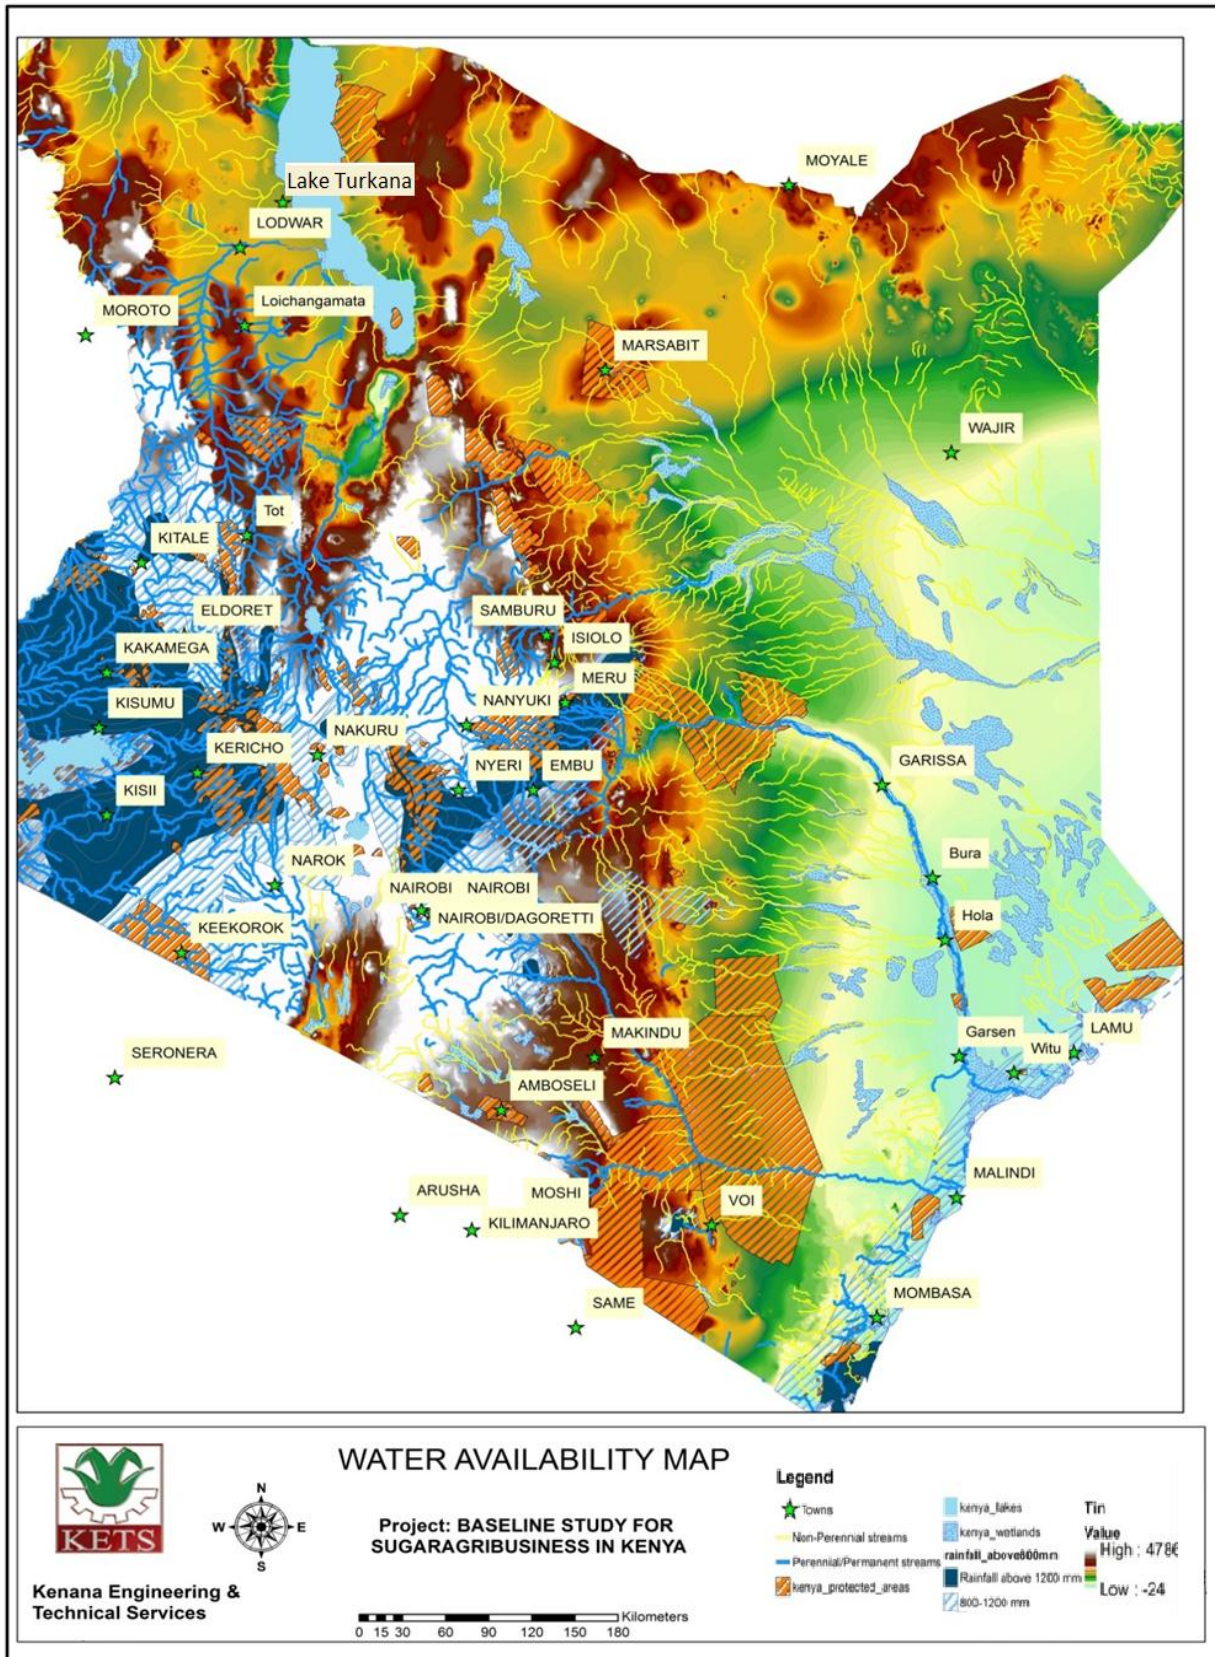 MOYALE
Lake Turkana
LODWAR
MOROTO
Loichangamata
MARSABIT
WAJIR
Tot
KITALE
ELDORET
SAMBURU
ISIOLO
KAKAMEGA
MERU
KISUMU
NANYUKI
NAKURU
KERICHO
NYERI
EMBU
GARISSA
KISII
Bura
NAROK
NAIROBI
NAIROBI
NAIROBI/DAGORETTI
Hola
KEEKOROK
MAKINDU
Garsen
LAMU
Witu
SERONERA
AMBOSELI
MALINDI
ARUSHA
MOSHI
VOI
KILIMANJARO
MOMBASA
SAME
KETS
Kenana Engineering &
Technical Services
N
W
E
S
WATER AVAILABILITY MAP
Project: BASELINE STUDY FOR
SUGARAGRIBUSINESS IN KENYA
Kilometers
0 15 30 60 90 120 150 180
Legend
Towns
Non-Perennial streams
Perennial/Permanent streams
kenya_protected_areas
kenya_lakes
kenya_wetlands
rainfall_above800mm
Rainfall above 1200 mm
800-1200 mm
Tin
Value
High : 4786
Low : -24